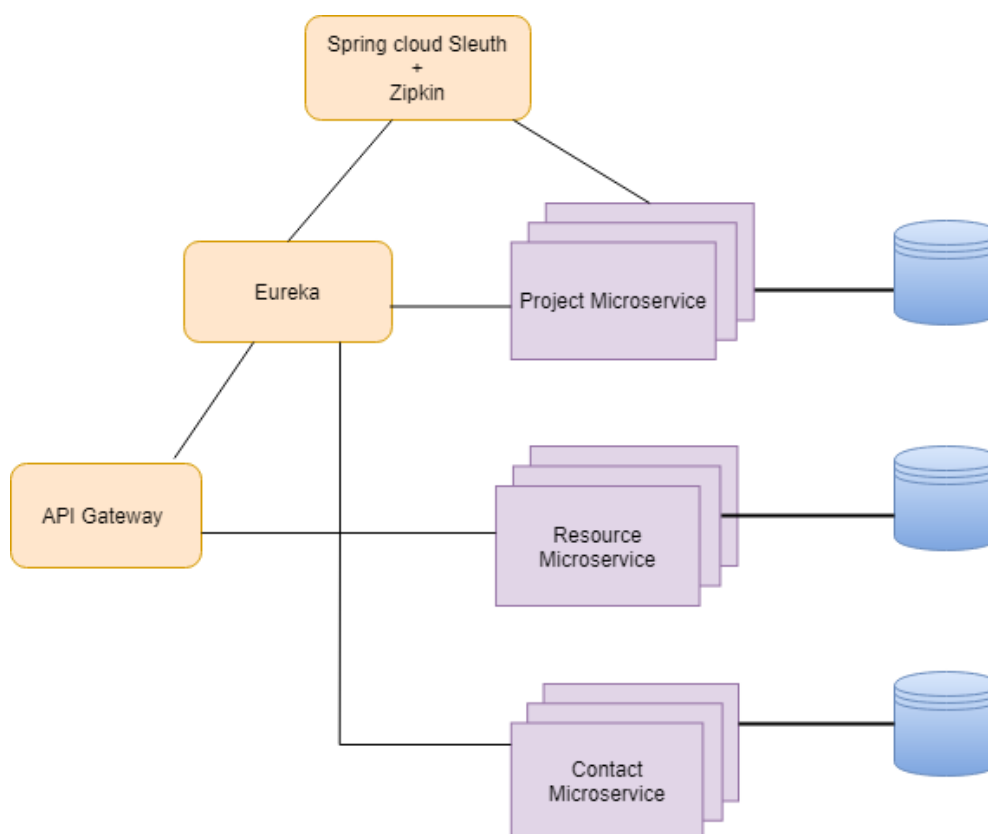 Spring cloud Sleuth
+
Zipkin
Eureka
Project Microservice
API Gateway
Resource
Microservice
Contact
Microservice